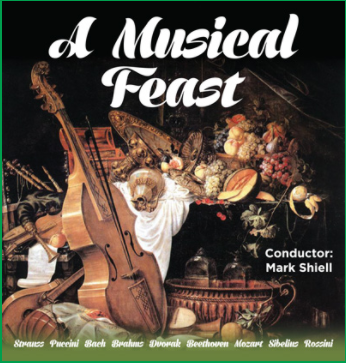 A Musical
Feast
Conductor:
Mark Shiell
Strauss Puccini Bach Brahms Dvorak Beethoven Mozart Sibelius Rossini